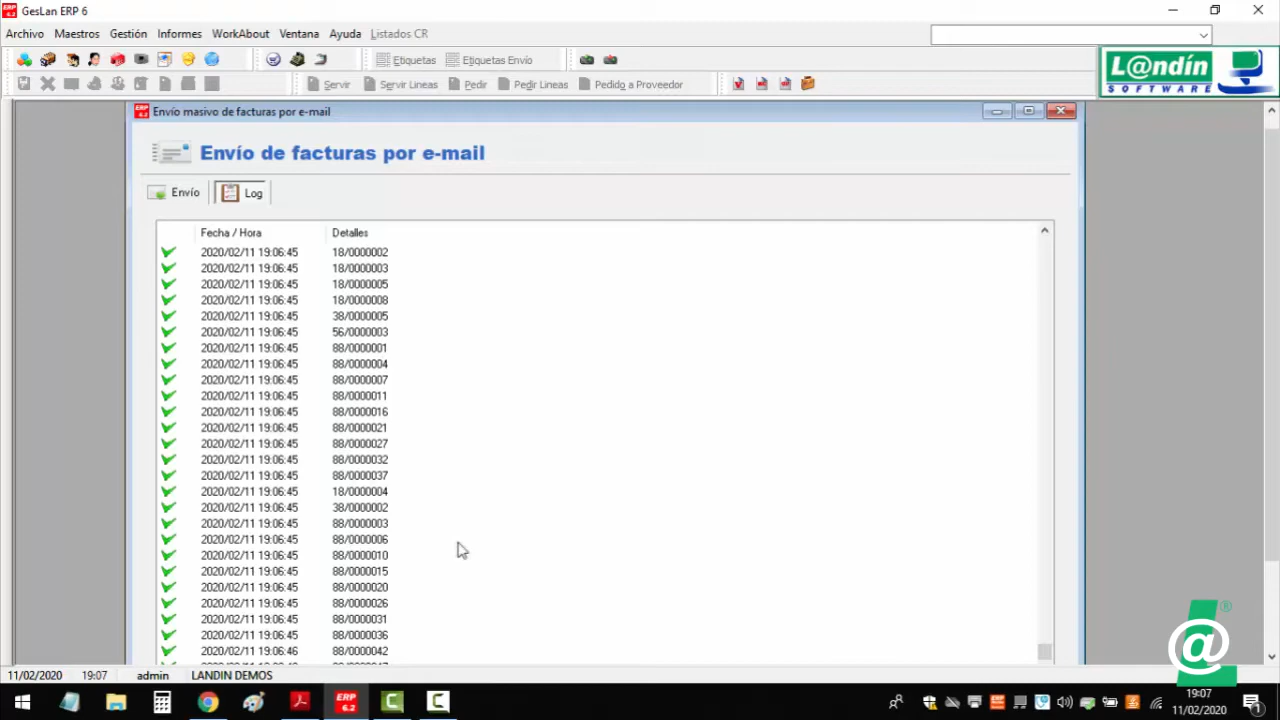 ERP 6.2 GesLan ERP 6
Archivo Maestros Gestión Informes WorkAbout Ventana Ayuda Listados CR
Etiquetas Etiquetas Envío
Servir Servir Lineas Pedir Pedir Lineas Pedido a Proveedor
L@ndín
SOFTWARE
ERP 6.2 Envío masivo de facturas por e-mail
Envío de facturas por e-mail
Envío Log
Fecha / Hora Detalles
2020/02/11 19:06:45 18/0000002
2020/02/11 19:06:45 18/0000003
2020/02/11 19:06:45 18/0000005
2020/02/11 19:06:45 18/0000008
2020/02/11 19:06:45 38/0000005
2020/02/11 19:06:45 56/0000003
2020/02/11 19:06:45 88/0000001
2020/02/11 19:06:45 88/0000004
2020/02/11 19:06:45 88/0000007
2020/02/11 19:06:45 88/0000011
2020/02/11 19:06:45 88/0000016
2020/02/11 19:06:45 88/0000021
2020/02/11 19:06:45 88/0000027
2020/02/11 19:06:45 88/0000032
2020/02/11 19:06:45 88/0000037
2020/02/11 19:06:45 18/0000004
2020/02/11 19:06:45 38/0000002
2020/02/11 19:06:45 88/0000003
2020/02/11 19:06:45 88/0000006
2020/02/11 19:06:45 88/0000010
2020/02/11 19:06:45 88/0000015
2020/02/11 19:06:45 88/0000020
2020/02/11 19:06:45 88/0000026
2020/02/11 19:06:45 88/0000031
2020/02/11 19:06:45 88/0000036
2020/02/11 19:06:46 88/0000042
@ ®
11/02/2020 19:07 admin LANDIN DEMOS
ERP 6.2
19:07
11/02/2020
1